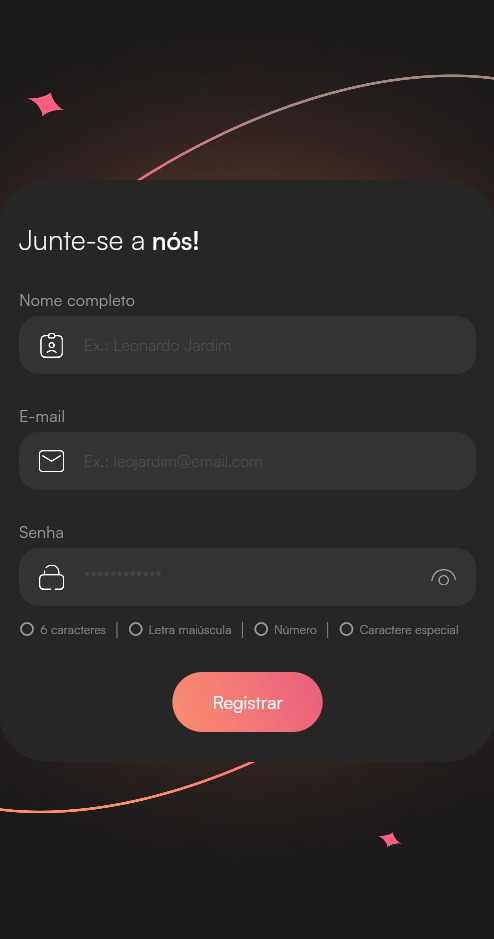 Junte-se a nós!
Nome completo
Ex.: Leonardo Jardim
E-mail
Ex.: leojardim@email.com
Senha
************
6 caracteres | Letra maiúscula | Número | Caractere especial
Registrar